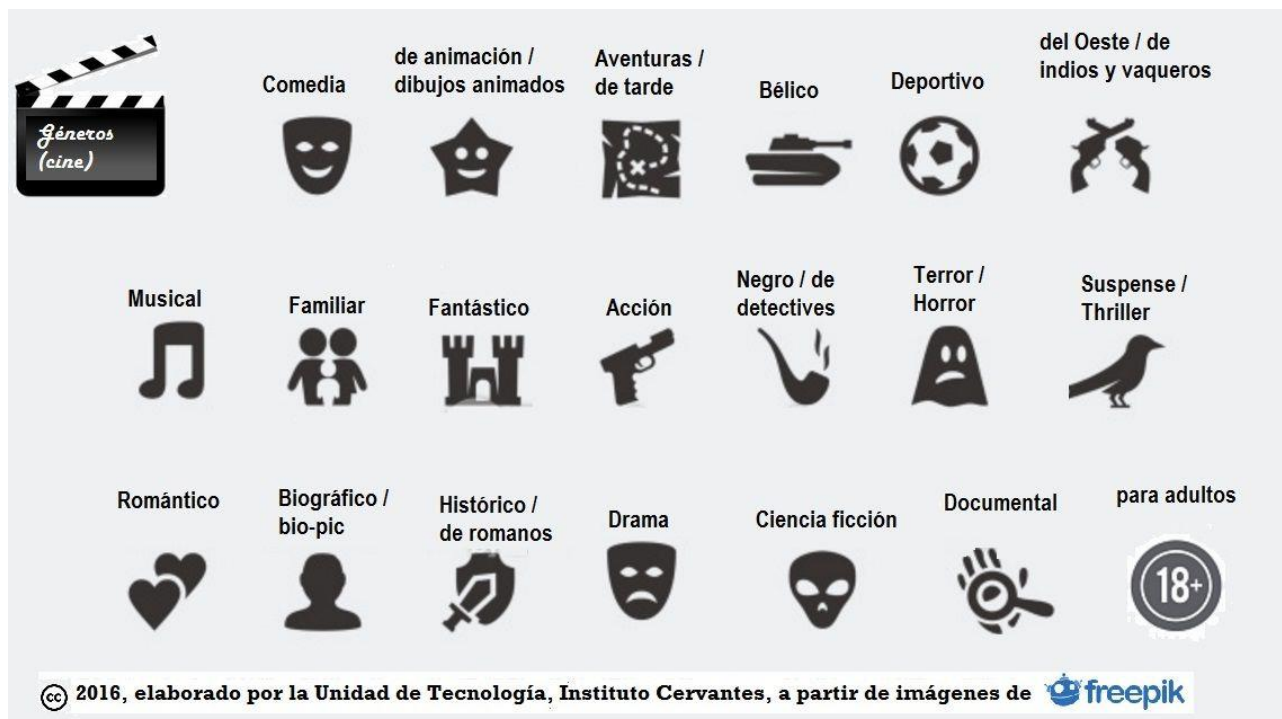 Géneros
(cine)
Comedia
de animación /
dibujos animados
Aventuras /
de tarde
Bélico
Deportivo
del Oeste / de
indios y vaqueros
Musical
Familiar
Fantástico
Acción
Negro / de
detectives
Terror /
Horror
Suspense /
Thriller
Romántico
Biográfico /
bio-pic
Histórico /
de romanos
Drama
Ciencia ficción
Documental
para adultos
18+
cc 2016, elaborado por la Unidad de Tecnología, Instituto Cervantes, a partir de imágenes de freepik